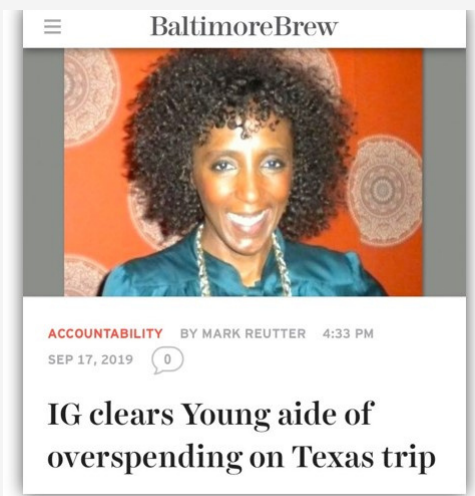 BaltimoreBrew
ACCOUNTABILITY BY MARK REUTTER 4:33 PM
SEP 17, 2019 0
IG clears Young aide of
overspending on Texas trip